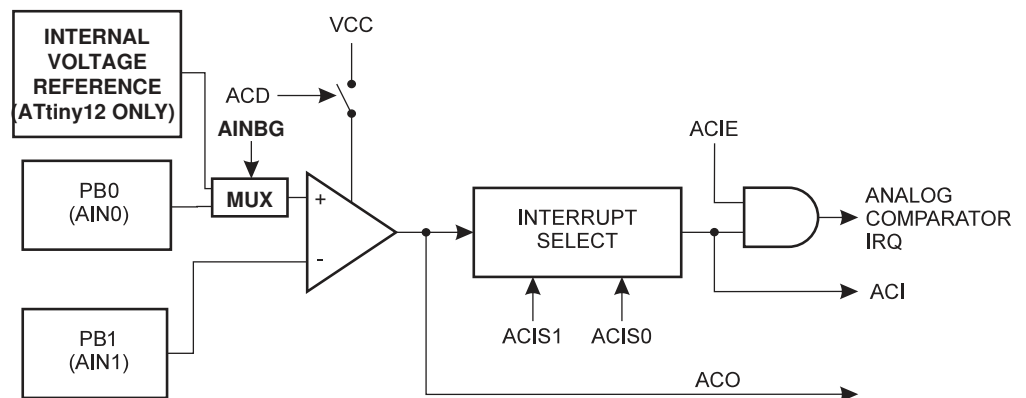 INTERNAL
VOLTAGE
REFERENCE
(ATtiny12 ONLY)
VCC
ACD
AINBG
MUX
PB0
(AIN0)
+
-
PB1
(AIN1)
INTERRUPT
SELECT
ACIS1
ACIS0
ACIE
ANALOG
COMPARATOR
IRQ
ACI
ACO